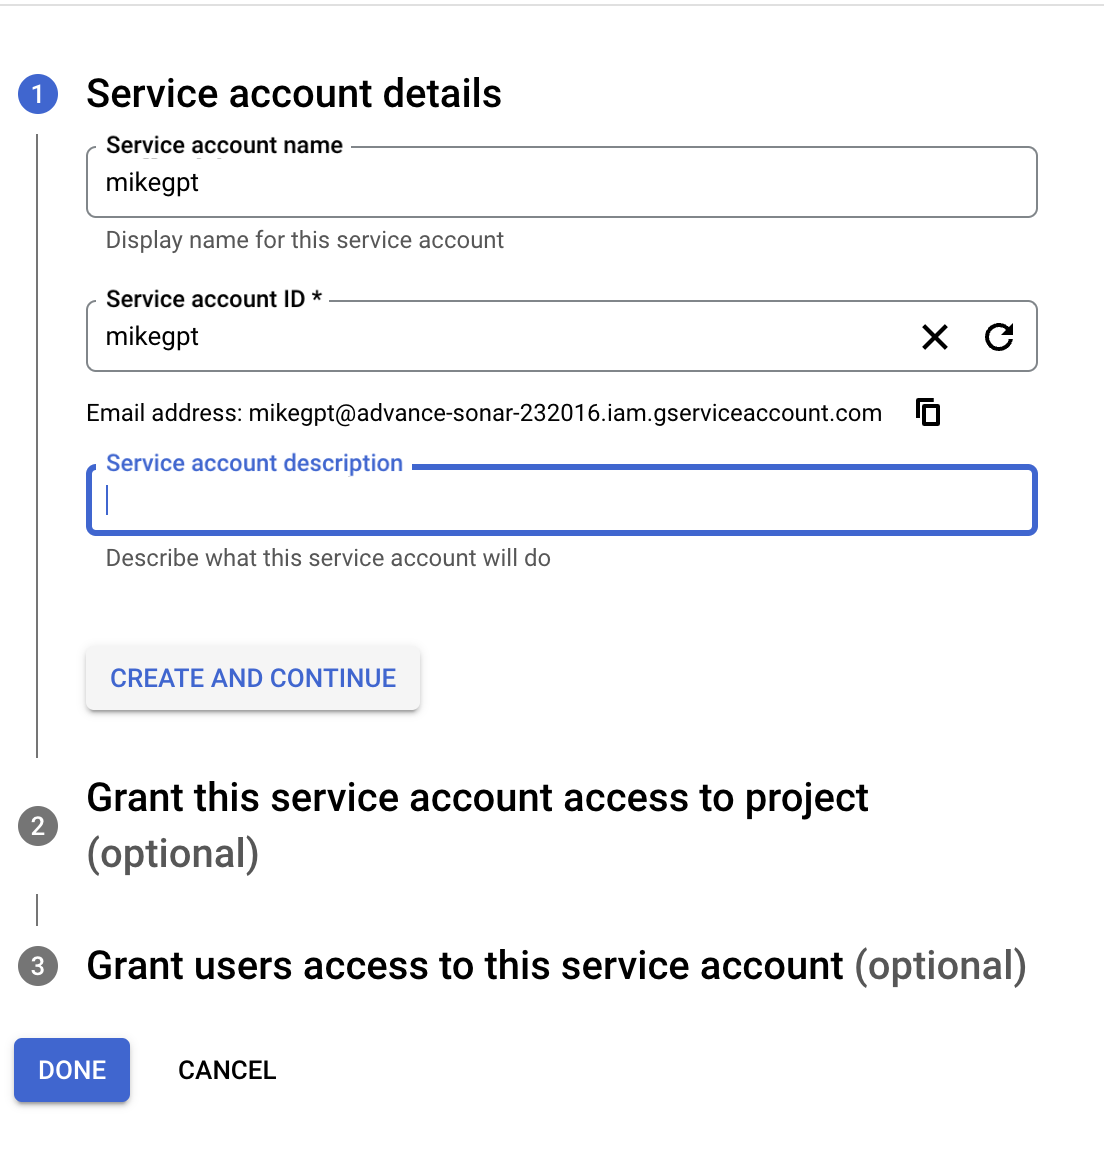 1 Service account details
Service account name
mikegpt
Display name for this service account
Service account ID *
mikegpt
Email address: mikegpt@advance-sonar-232016.iam.gserviceaccount.com
Service account description
Describe what this service account will do
CREATE AND CONTINUE
2 Grant this service account access to project
(optional)
3 Grant users access to this service account (optional)
DONE CANCEL